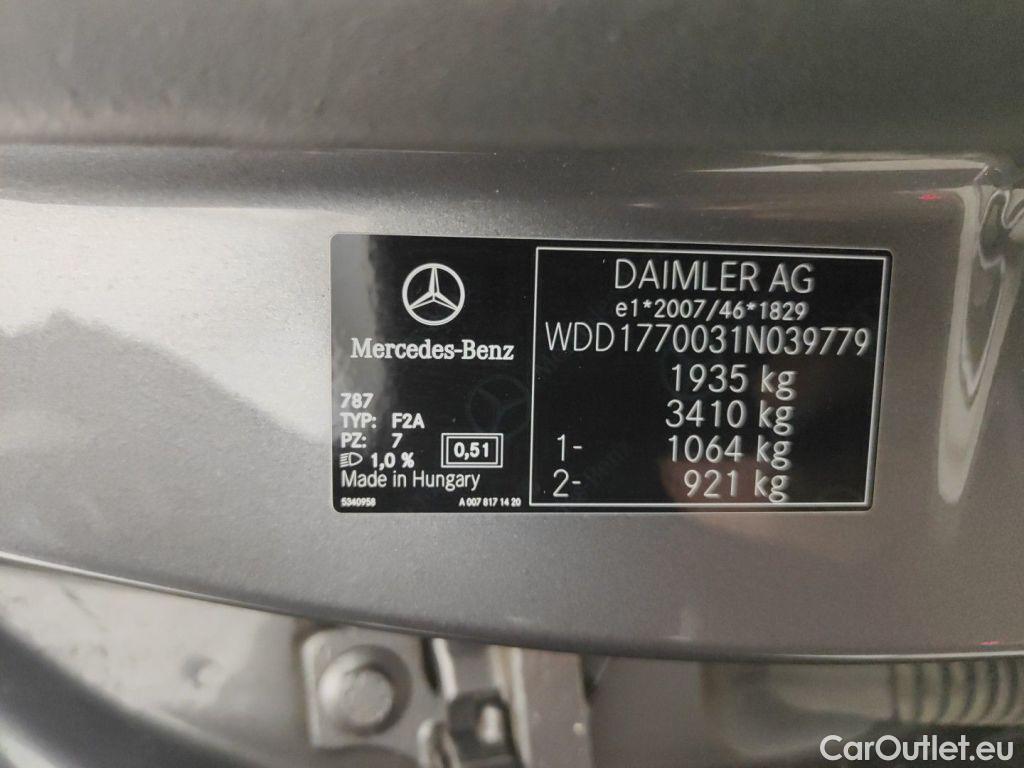 Mercedes-Benz
787
TYP: F2A
PZ: 7
1,0 %
0,51
Made in Hungary
5340958 A 007 817 14 20
DAIMLER AG
e1*2007/46*1829
WDD1770031N039779
1935 kg
3410 kg
1- 1064 kg
2- 921 kg
CarOutlet.eu